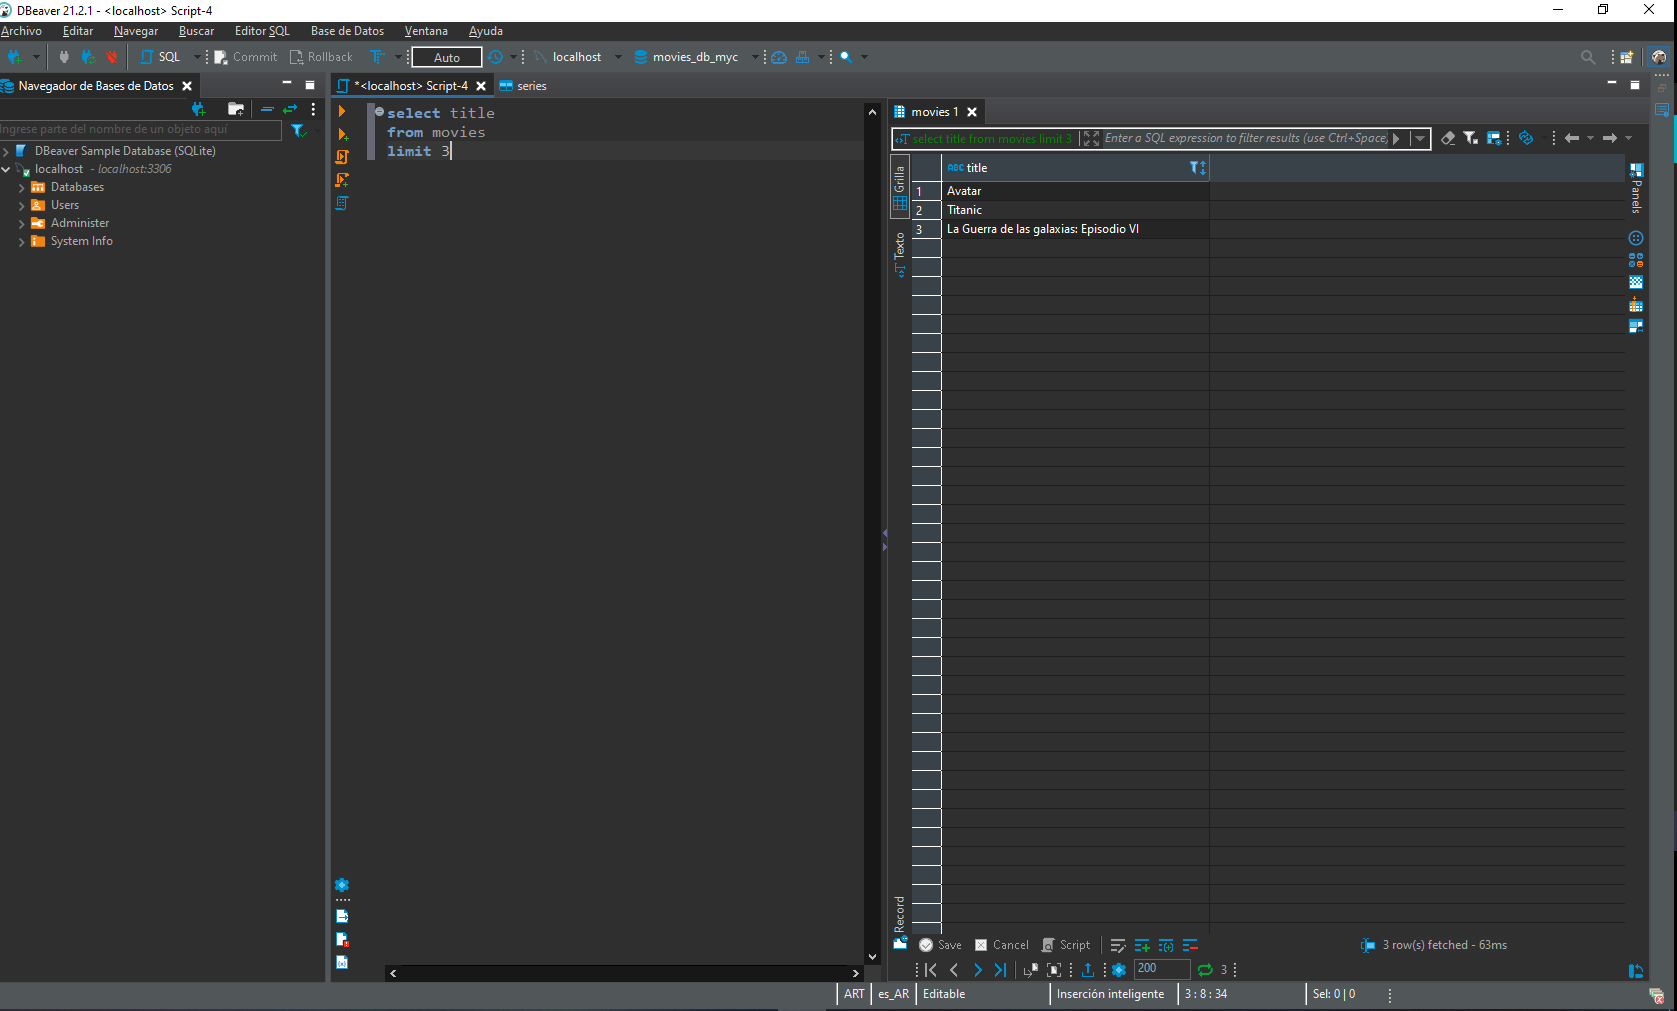 DBeaver 21.2.1 - <localhost> Script-4
Archivo Editar Navegar Buscar Editor SQL Base de Datos Ventana Ayuda
SQL Commit Rollback Auto localhost movies_db_myc
Navegador de Bases de Datos
Ingrese parte del nombre de un objeto aquí
DBeaver Sample Database (SQLite)
localhost - localhost:3306
Databases
Users
Administer
System Info
*<localhost> Script-4 series
select title
from movies
limit 3
movies 1
select title from movies limit 3 Enter a SQL expression to filter results (use Ctrl+Space)
Grilla
Texto
Record
ABC title
1 Avatar
2 Titanic
3 La Guerra de las galaxias: Episodio VI
Panels
Save Cancel Script 3 row(s) fetched - 63ms
200 3
ART es_AR Editable Inserción inteligente 3 : 8 : 34 Sel: 0 | 0